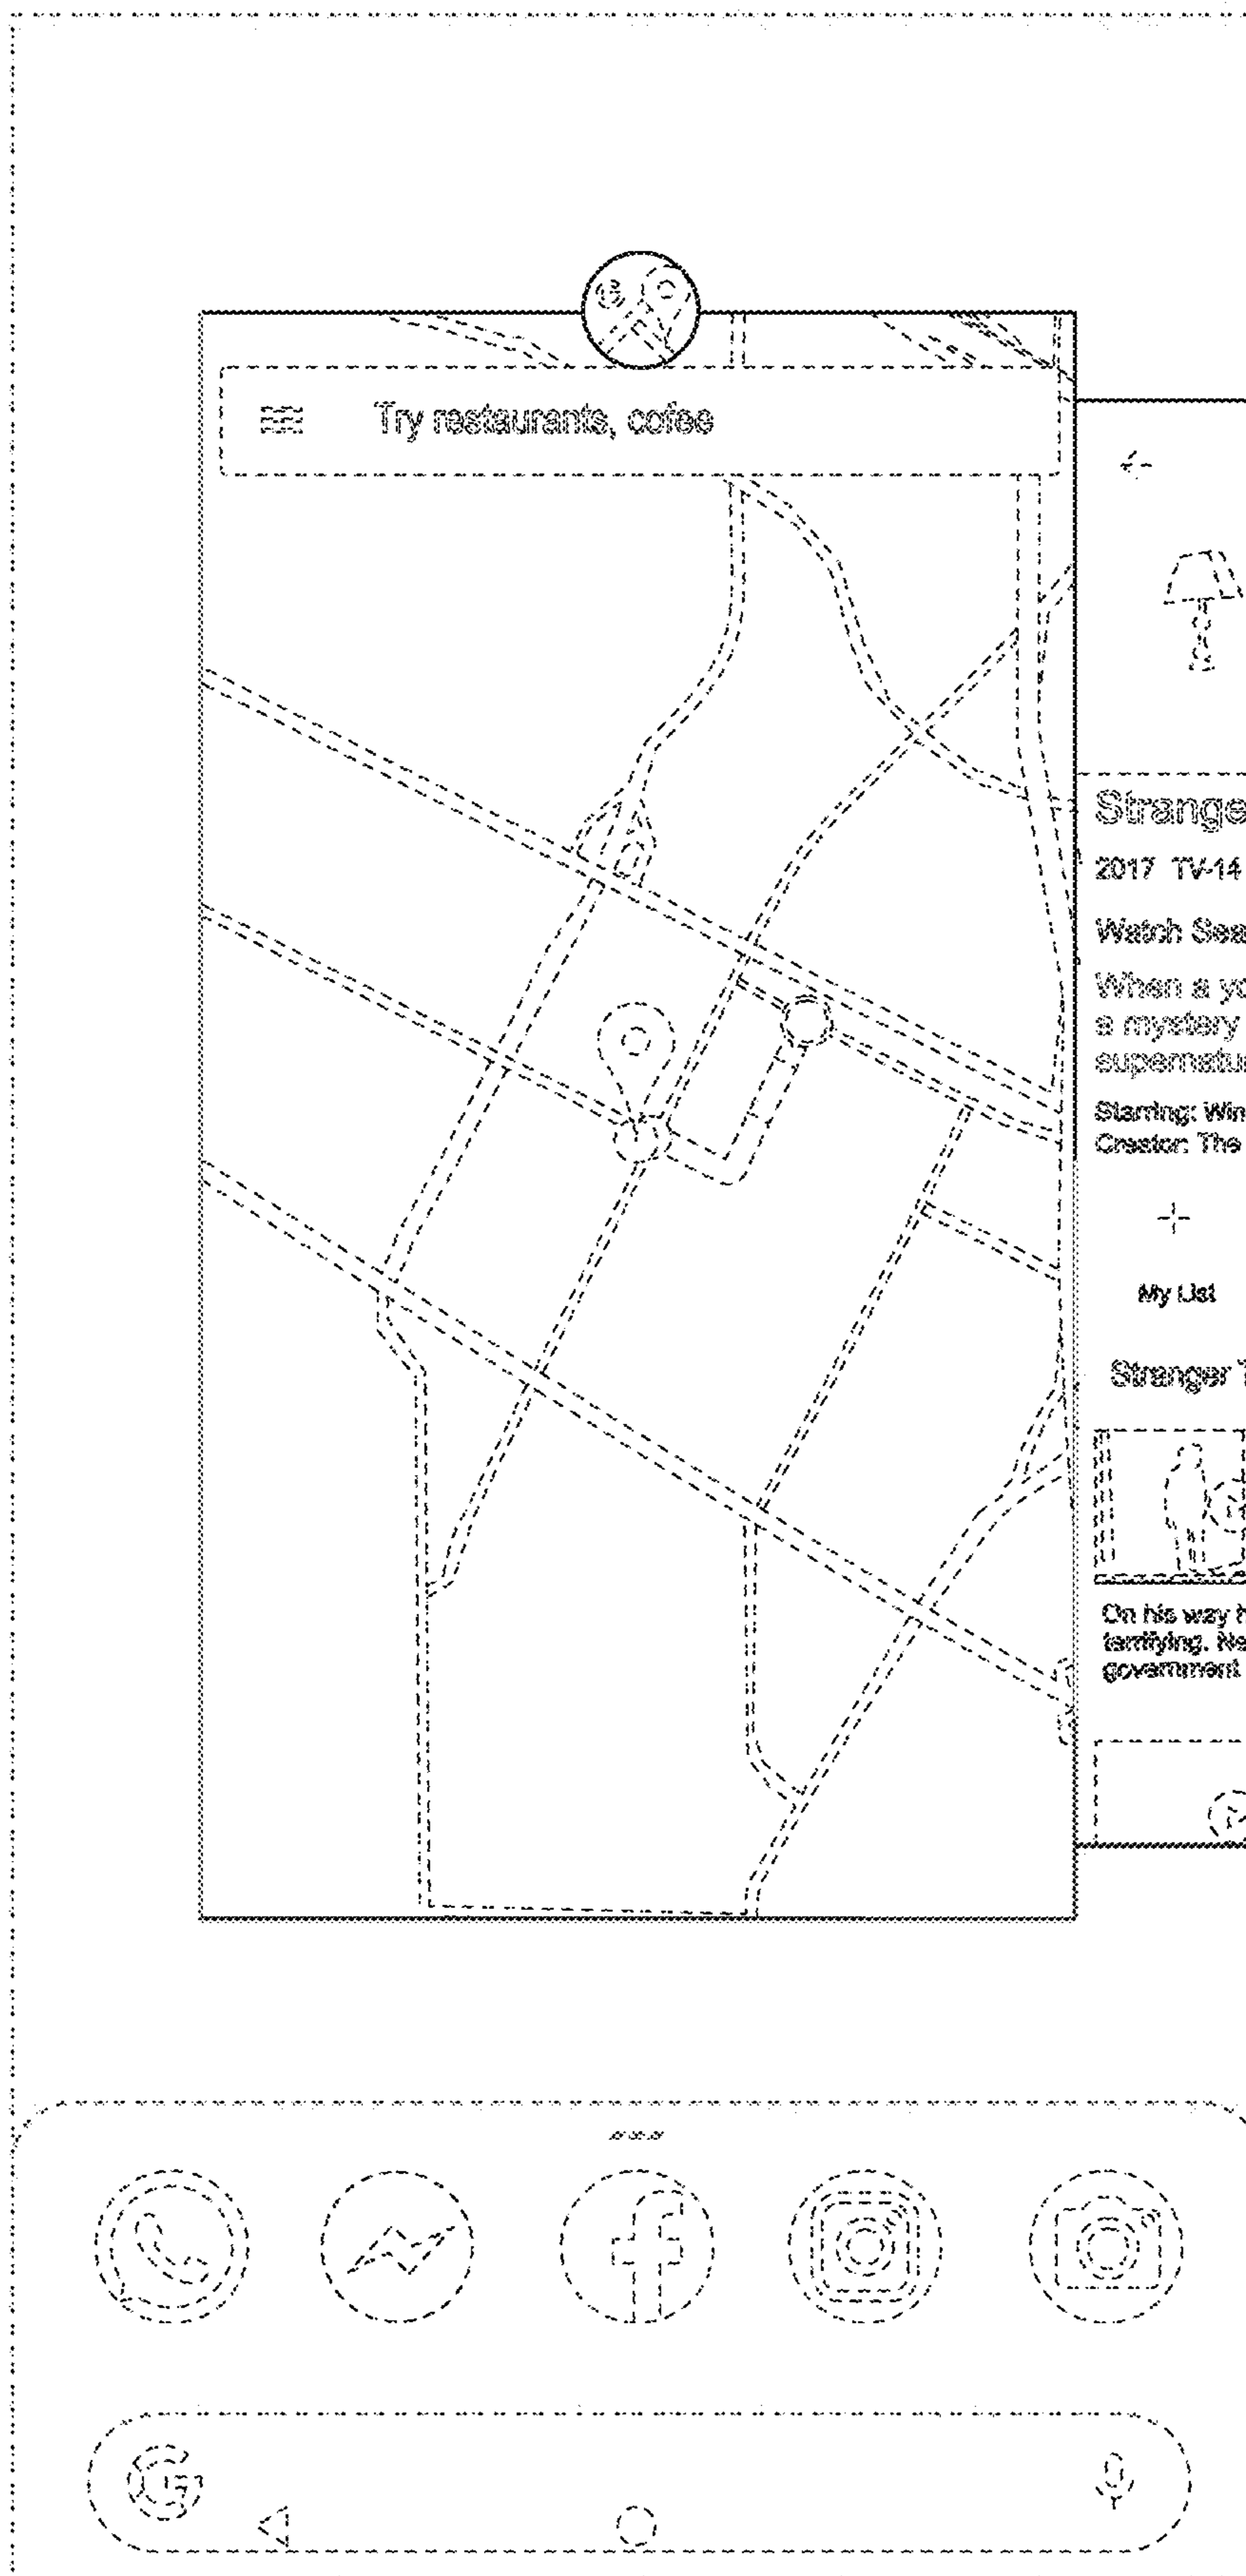 Try restaurants, cofee
Strange
2017 TV-14
Watch Sea
When a yo
a mystery
supernatu
Starring: Win
Creator: The
My List
Stranger T
On his way h
terrifying. Ne
government